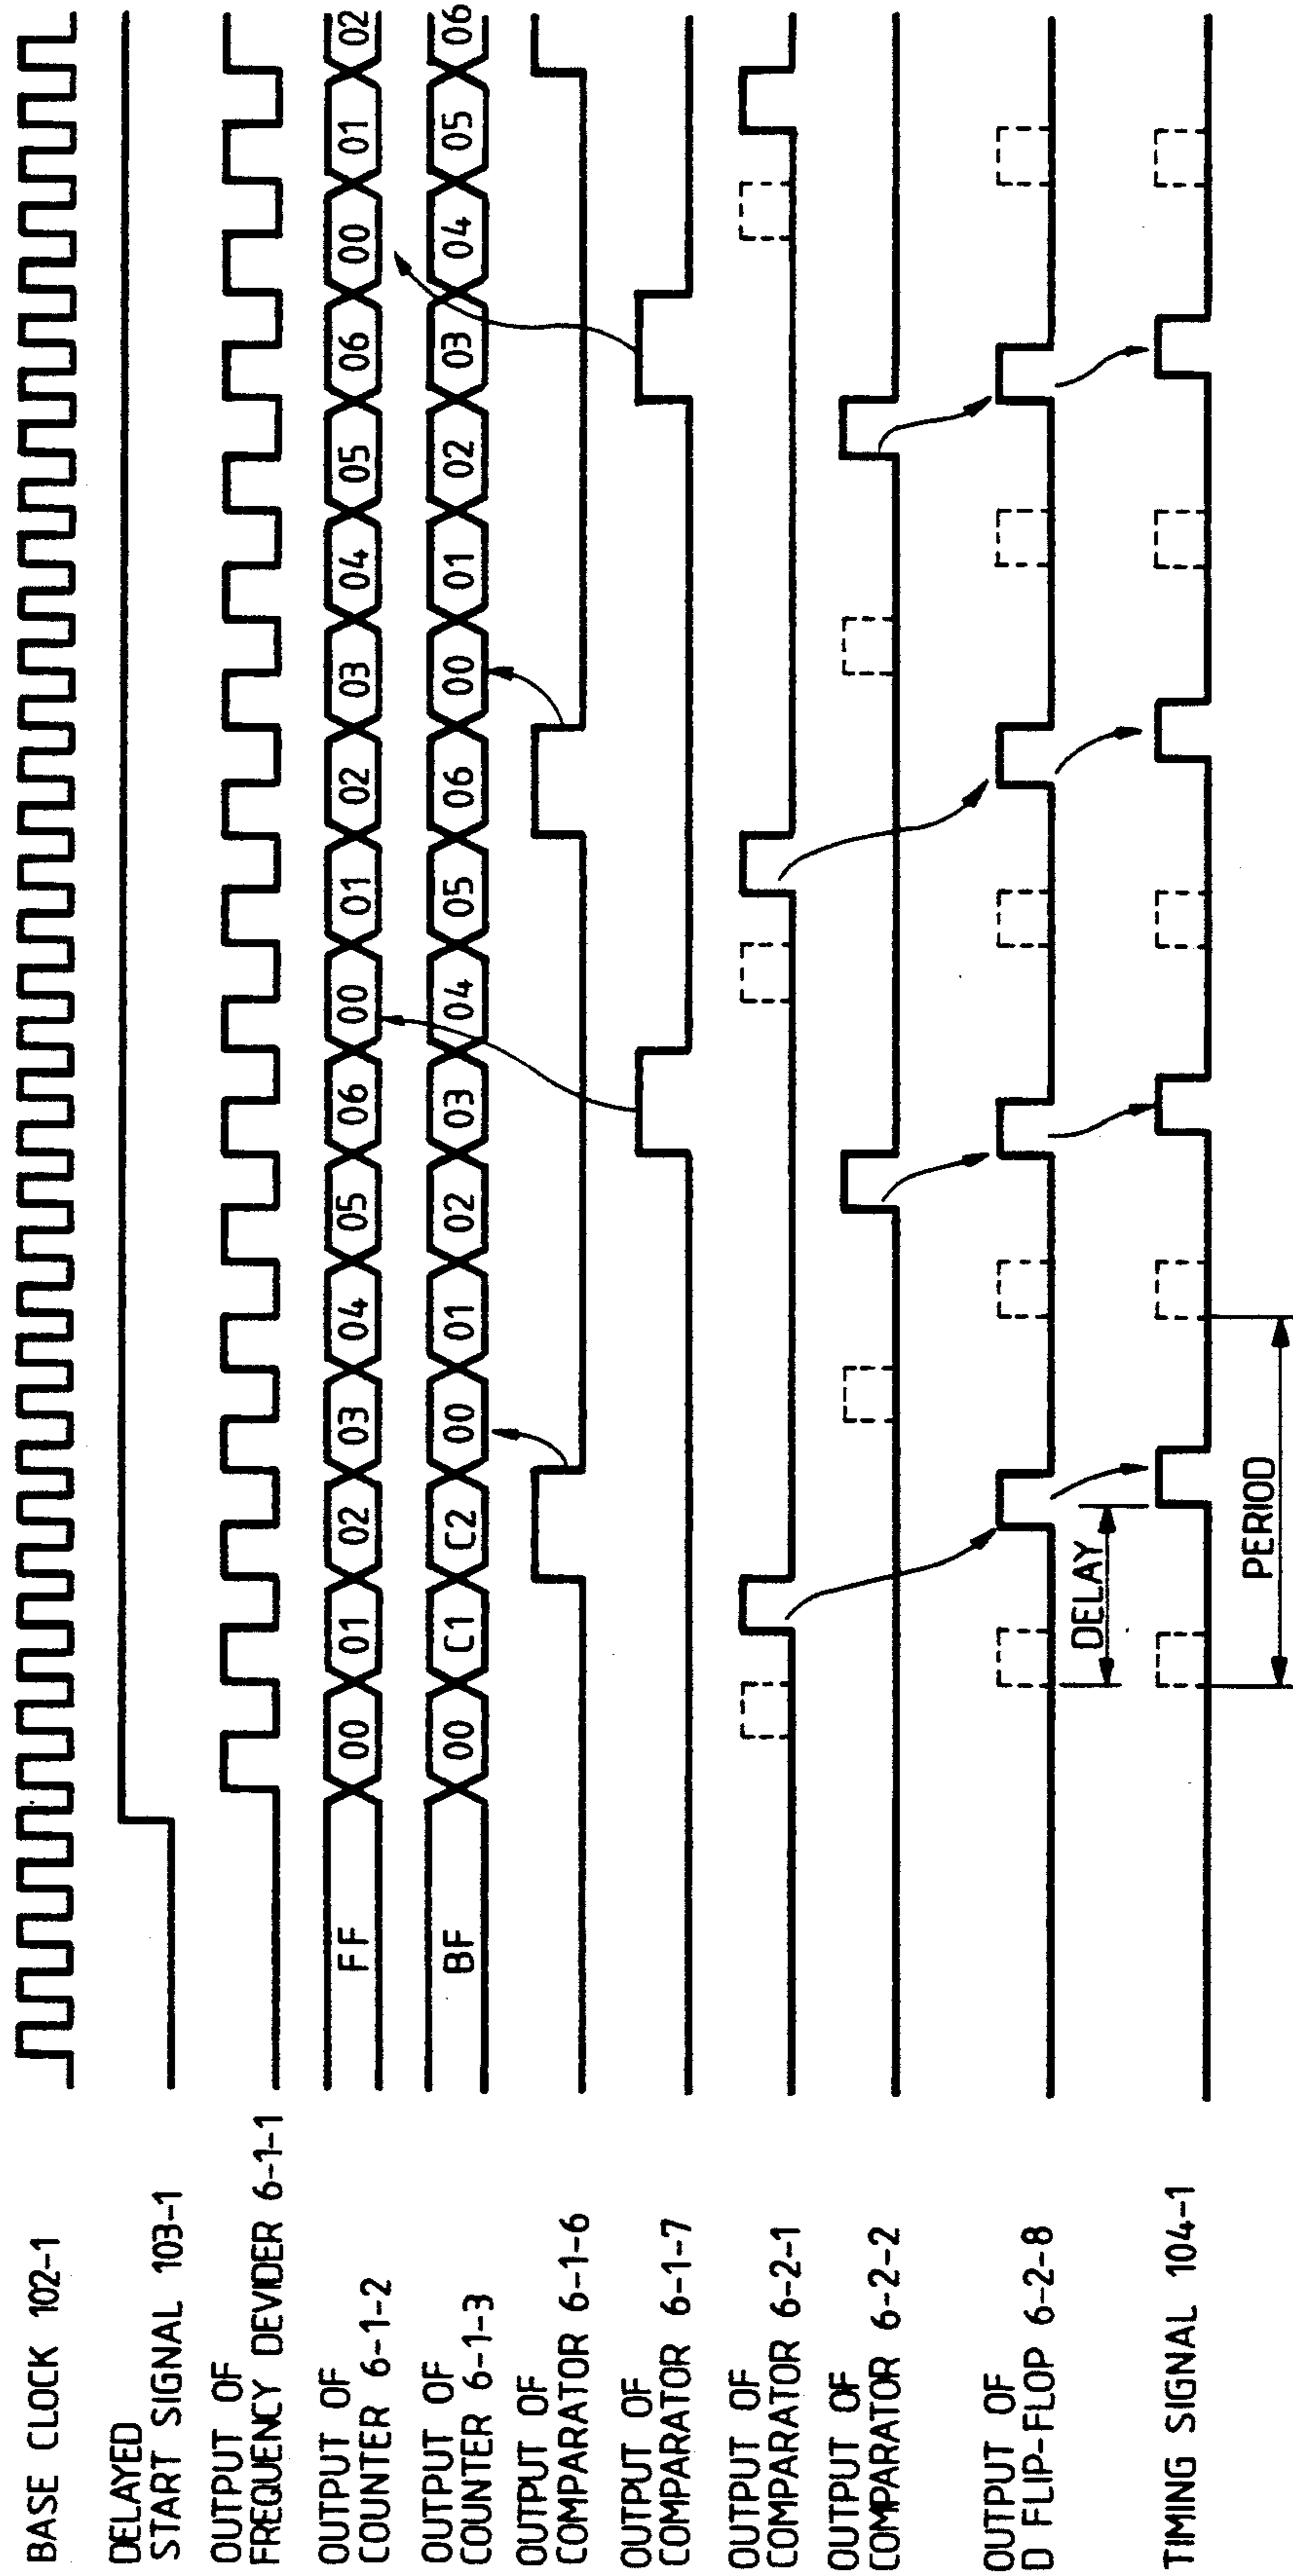 BASE CLOCK 102-1
DELAYED
START SIGNAL 103-1
OUTPUT OF
FREQUENCY DEVIDER 6-1-1
OUTPUT OF
COUNTER 6-1-2
FF 00 01 02 03 04 05 06 00 01 02 03 04 05 06 00 01 02
OUTPUT OF
COUNTER 6-1-3
BF 00 C1 C2 00 01 02 03 04 05 06 00 01 02 03 04 05 06
OUTPUT OF
COMPARATOR 6-1-6
OUTPUT OF
COMPARATOR 6-1-7
OUTPUT OF
COMPARATOR 6-2-1
OUTPUT OF
COMPARATOR 6-2-2
OUTPUT OF
D FLIP-FLOP 6-2-8
DELAY
TIMING SIGNAL 104-1
PERIOD